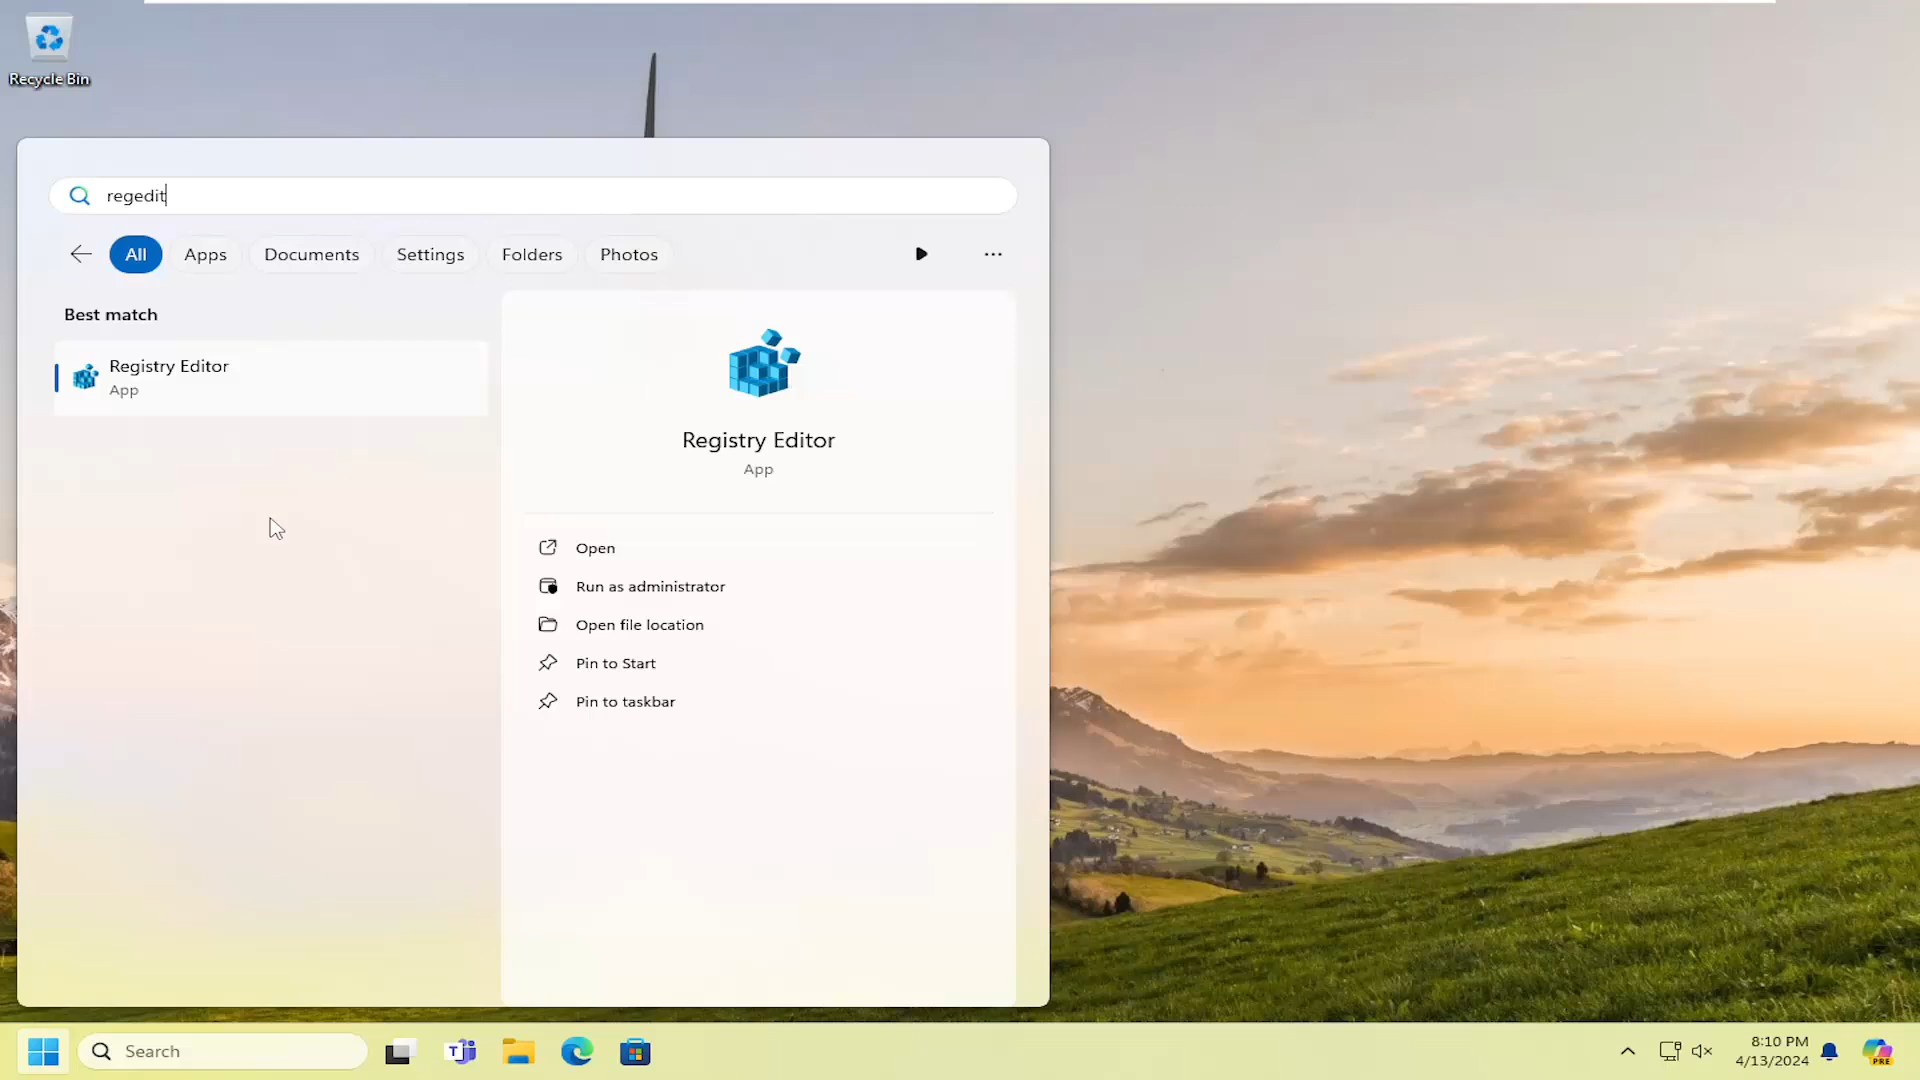 Recycle Bin
regedit
All
Apps
Documents
Settings
Folders
Photos
Best match
Registry Editor
App
Registry Editor
App
Open
Run as administrator
Open file location
Pin to Start
Pin to taskbar
Search
8:10 PM
4/13/2024
PRE